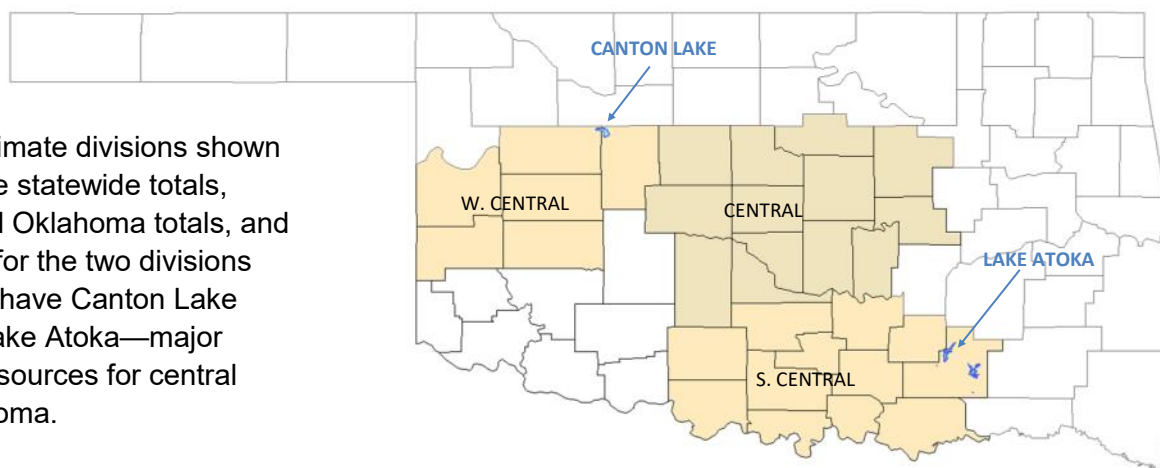 CANTON LAKE
imate divisions shown
e statewide totals,
l Oklahoma totals, and
for the two divisions
have Canton Lake
ake Atoka—major
sources for central
oma.
W. CENTRAL
CENTRAL
LAKE ATOKA
S. CENTRAL